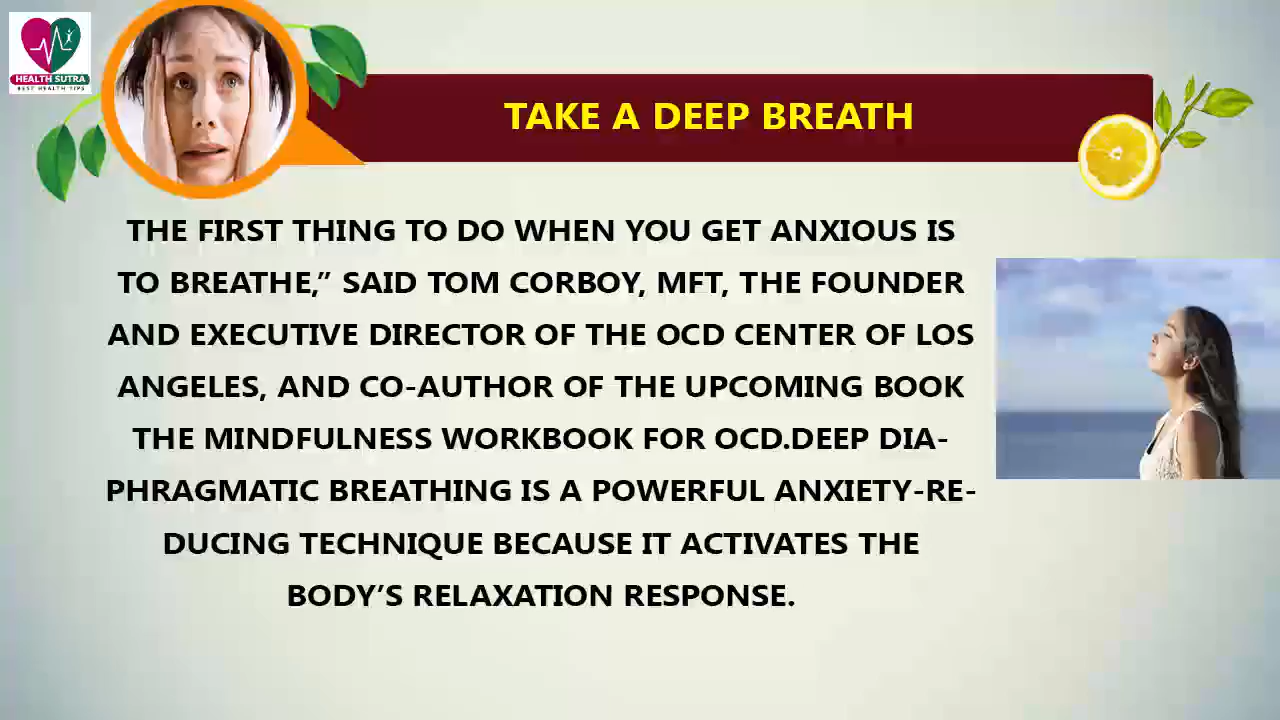 HEALTH SUTRA
BEST HEALTH TIPS
TAKE A DEEP BREATH
THE FIRST THING TO DO WHEN YOU GET ANXIOUS IS
TO BREATHE,” SAID TOM CORBOY, MFT, THE FOUNDER
AND EXECUTIVE DIRECTOR OF THE OCD CENTER OF LOS
ANGELES, AND CO-AUTHOR OF THE UPCOMING BOOK
THE MINDFULNESS WORKBOOK FOR OCD.DEEP DIA-
PHRAGMATIC BREATHING IS A POWERFUL ANXIETY-RE-
DUCING TECHNIQUE BECAUSE IT ACTIVATES THE
BODY’S RELAXATION RESPONSE.